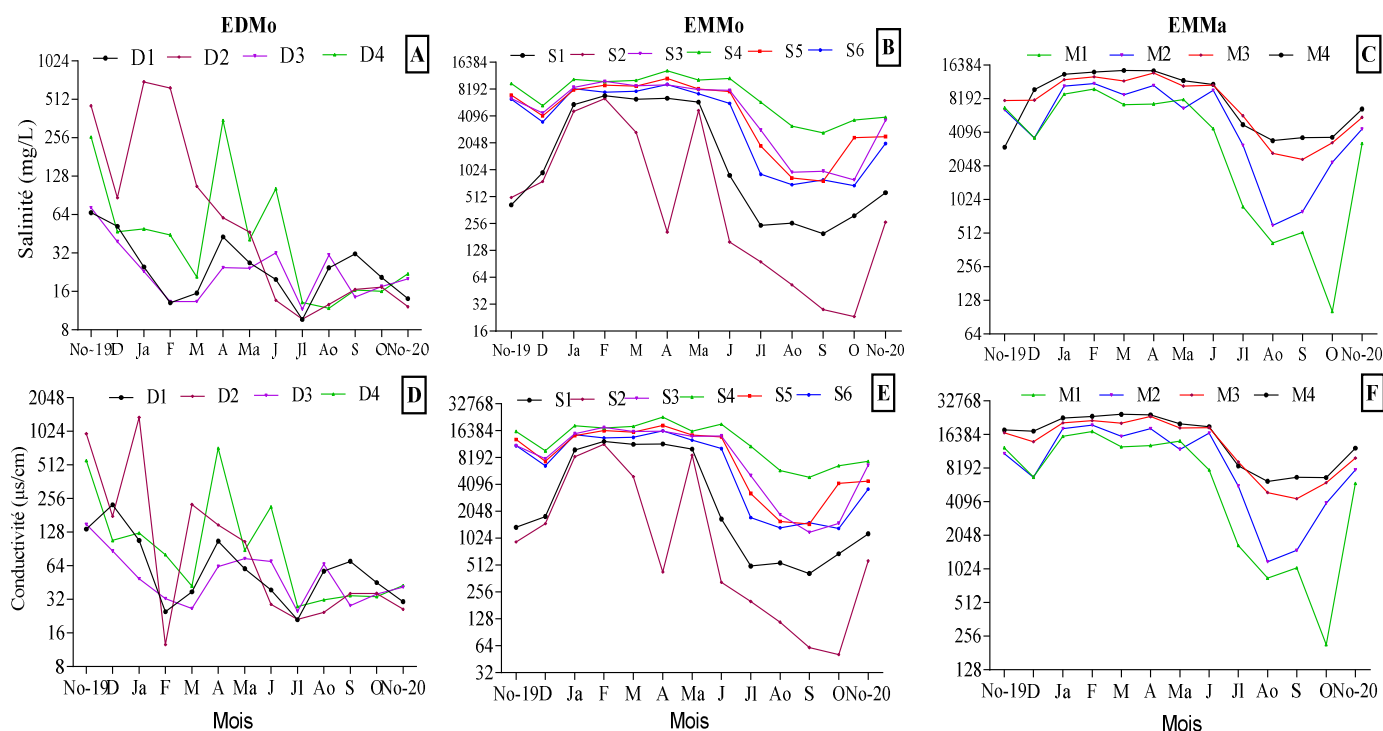 EDMo
D1 D2 D3 D4
A
Salinité (mg/L)
1024
512
256
128
64
32
16
8
No-19 D Ja F M A Ma J Jl Ao S O No-20
EMMo
S1 S2 S3 S4 S5 S6
B
16384
8192
4096
2048
1024
512
256
128
64
32
16
No-19 D Ja F M A Ma J Jl Ao S O No-20
EMMa
M1 M2 M3 M4
C
16384
8192
4096
2048
1024
512
256
128
64
No-19 D Ja F M A Ma J Jl Ao S O No-20
D1 D2 D3 D4
D
Conductivité (µs/cm)
2048
1024
512
256
128
64
32
16
8
No-19 D Ja F M A Ma J Jl Ao S O No-20
Mois
S1 S2 S3 S4 S5 S6
E
32768
16384
8192
4096
2048
1024
512
256
128
64
32
No-19 D Ja F M A Ma J Jl Ao S O No-20
Mois
M1 M2 M3 M4
F
32768
16384
8192
4096
2048
1024
512
256
128
No-19 D Ja F M A Ma J Jl Ao S O No-20
Mois